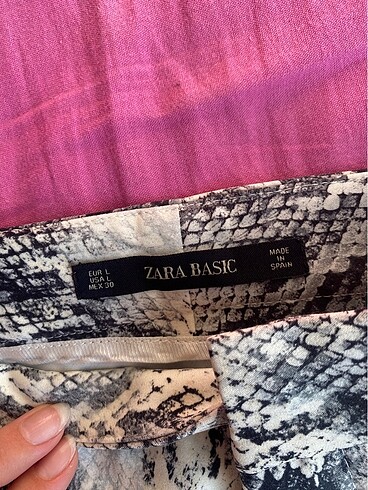 EUR L
USA L
MEX 30
ZARA BASIC
MADE
IN
SPAIN